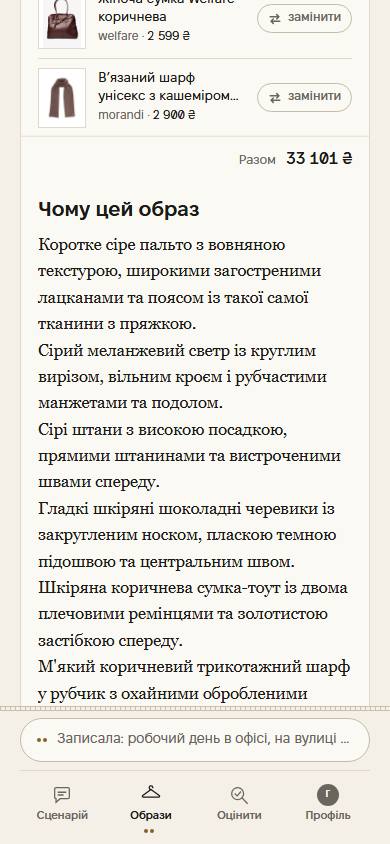 жіноча сумка Welfare
коричнева
welfare · 2 599 ₴
замінити
В'язаний шарф
унісекс з кашеміром...
morandi · 2 900 ₴
замінити
Разом 33 101 ₴
Чому цей образ
Коротке сіре пальто з вовняною
текстурою, широкими загостреними
лацканами та поясом із такої самої
тканини з пряжкою.
Сірий меланжевий светр із круглим
вирізом, вільним кроєм і рубчастими
манжетами та подолом.
Сірі штани з високою посадкою,
прямими штанинами та вистроченими
швами спереду.
Гладкі шкіряні шоколадні черевики із
закругленим носком, пласкою темною
підошвою та центральним швом.
Шкіряна коричнева сумка-тоут із двома
плечовими ремінцями та золотистою
застібкою спереду.
М'який коричневий трикотажний шарф
у рубчик з охайними обробленими
Записала: робочий день в офісі, на вулиці ...
Сценарій
Образи
Оцінити
Г
Профіль